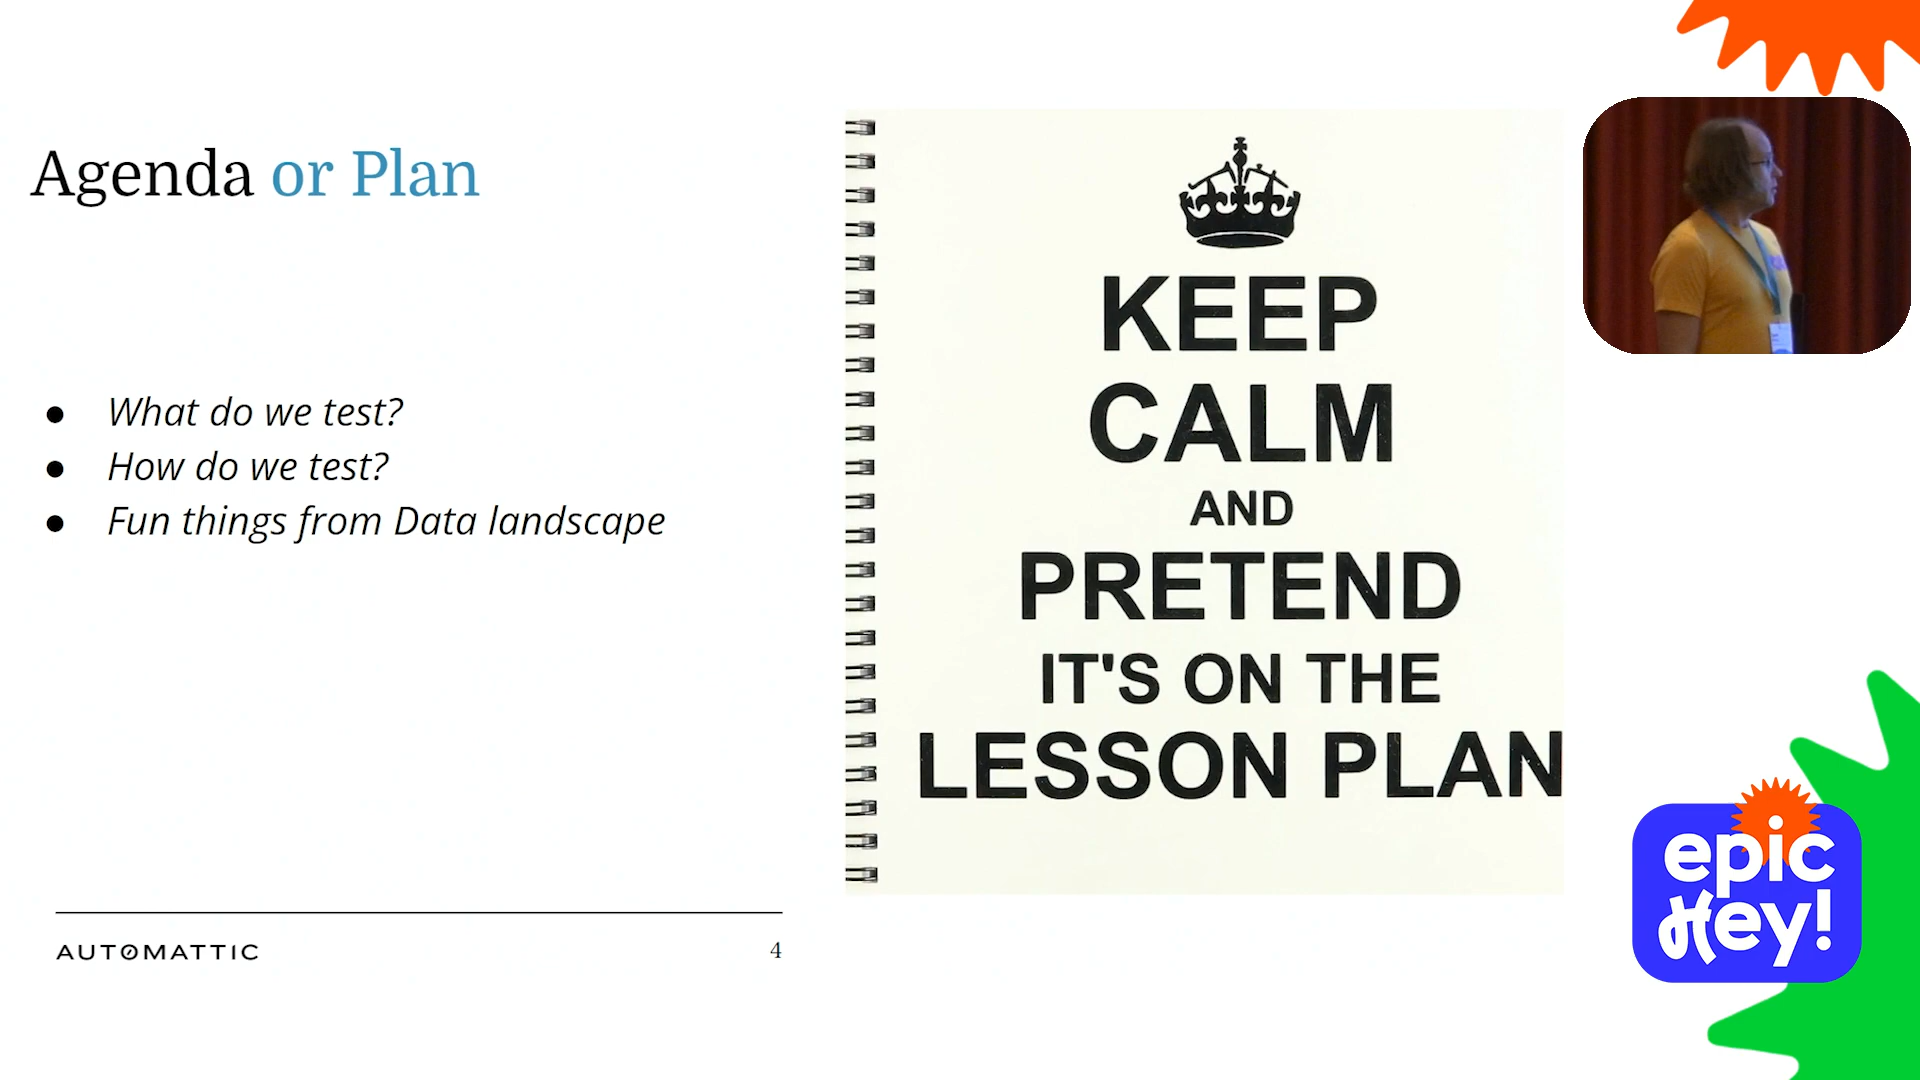 Agenda or Plan
What do we test?
How do we test?
Fun things from Data landscape
AUTOMATTIC
4
KEEP
CALM
AND
PRETEND
IT'S ON THE
LESSON PLAN
epic
Hey!